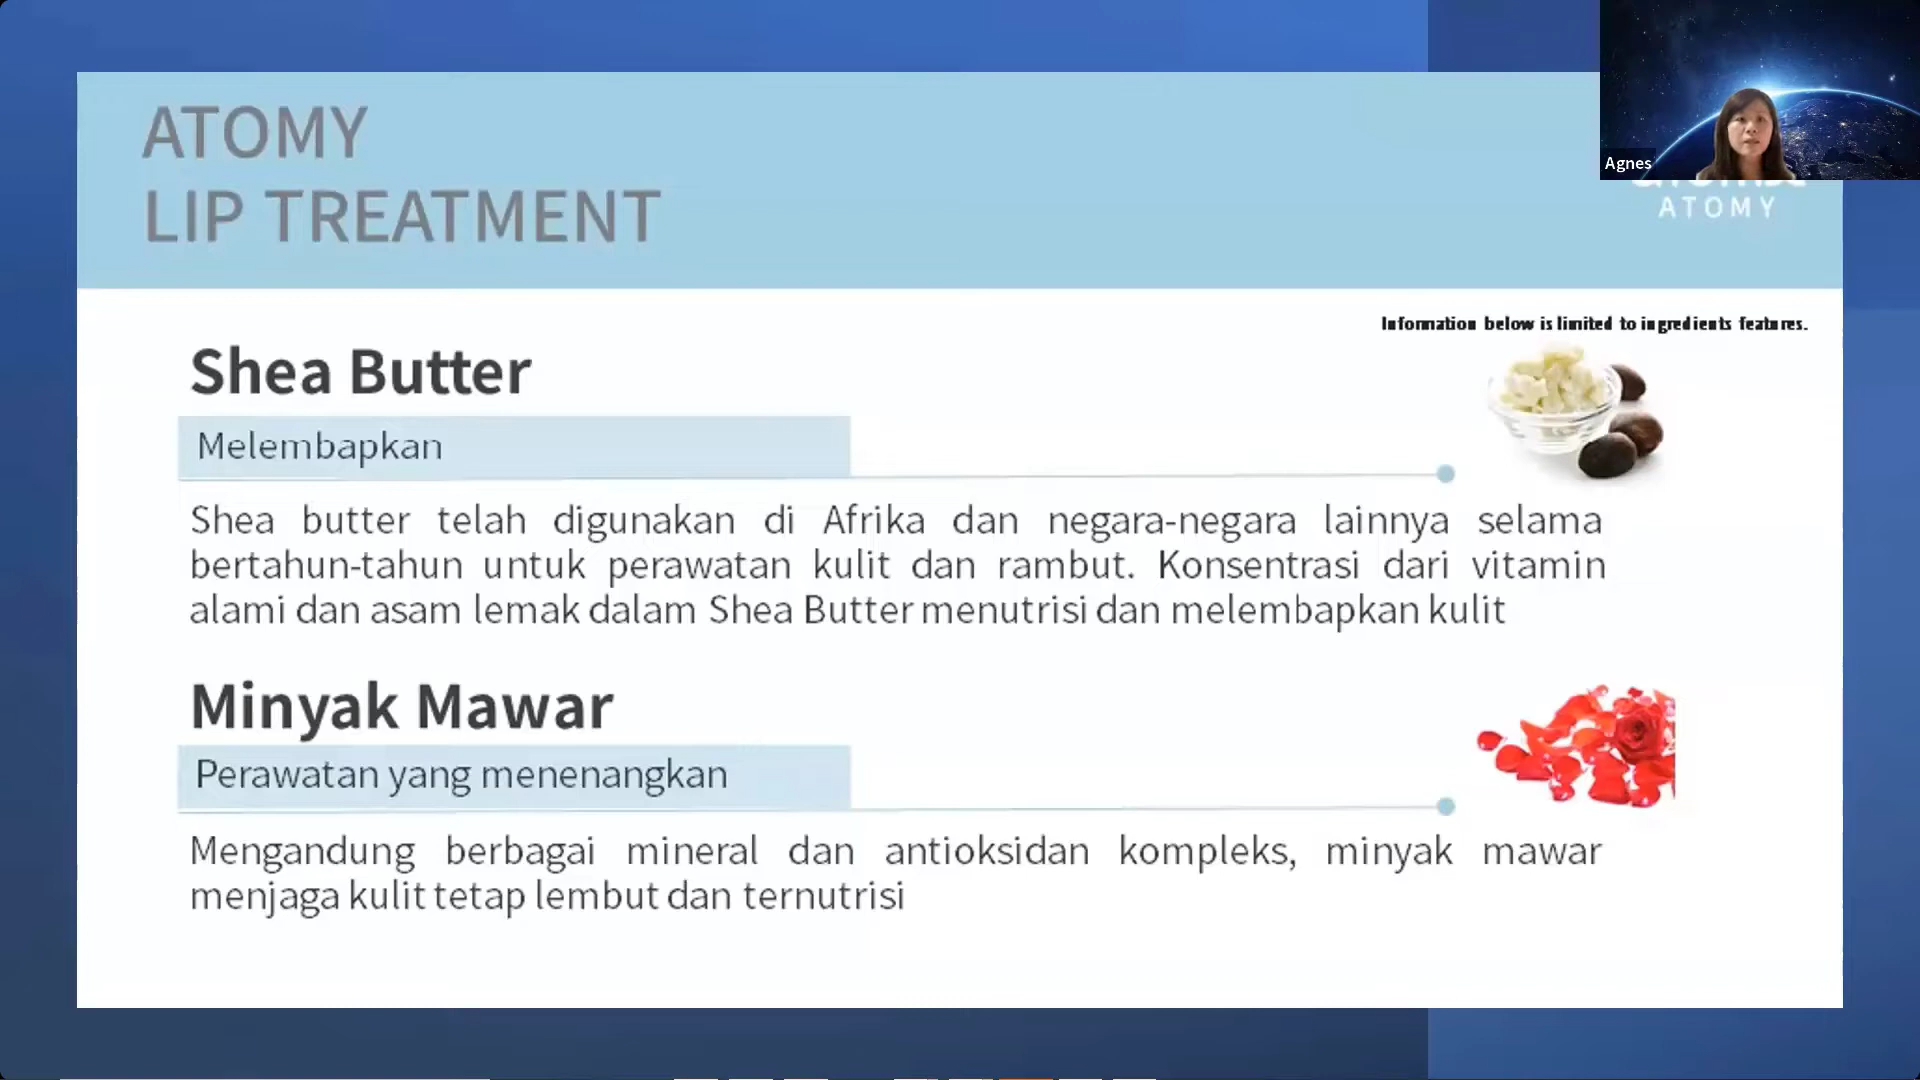 ATOMY
LIP TREATMENT
Agnes
ATOMY
Information below is limited to ingredients features.
Shea Butter
Melembapkan
Shea butter telah digunakan di Afrika dan negara-negara lainnya selama
bertahun-tahun untuk perawatan kulit dan rambut. Konsentrasi dari vitamin
alami dan asam lemak dalam Shea Butter menutrisi dan melembapkan kulit
Minyak Mawar
Perawatan yang menenangkan
Mengandung berbagai mineral dan antioksidan kompleks, minyak mawar
menjaga kulit tetap lembut dan ternutrisi